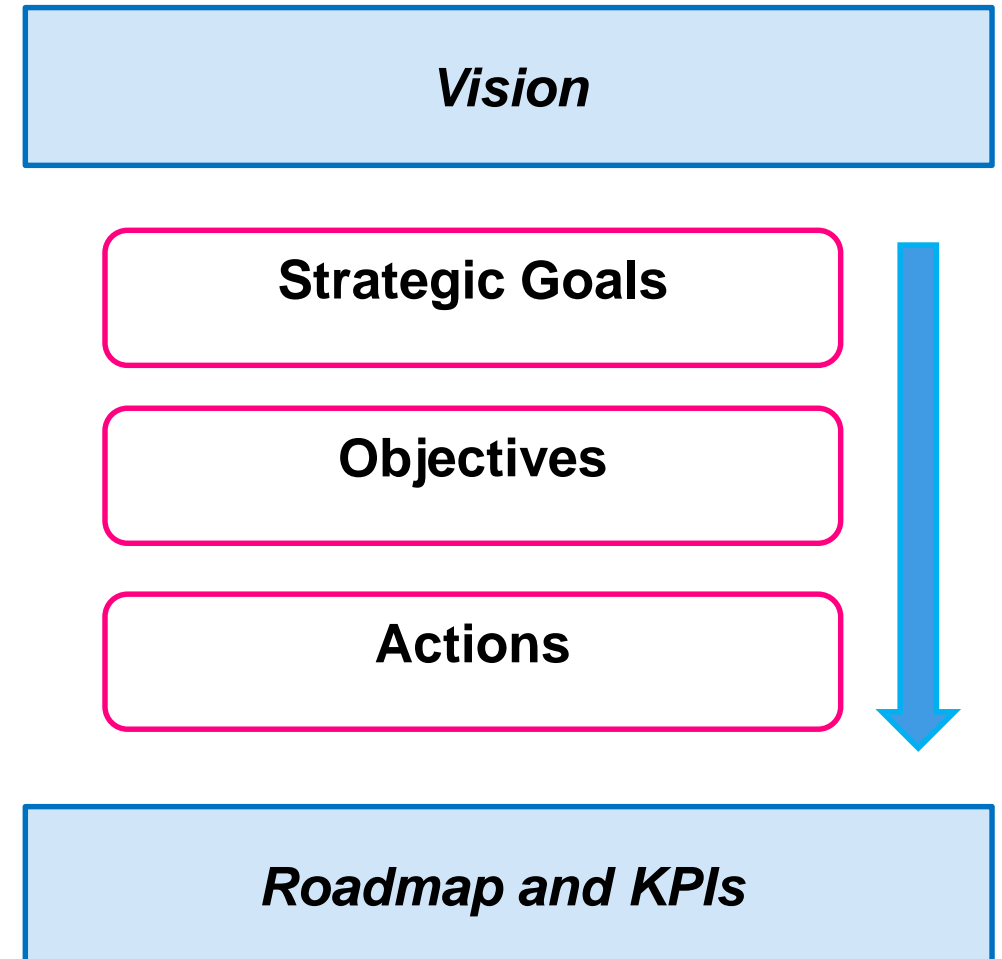 Vision
Strategic Goals
Objectives
Actions
Roadmap and KPIs